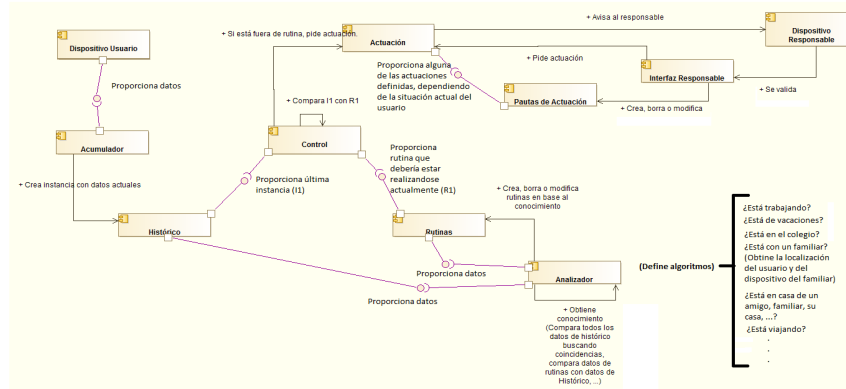 + Avisa al responsable
Dispositivo
Responsable
Dispositivo Usuario
+ Si está fuera de rutina, pide actuación.
Actuación
+ Pide actuación
Interfaz Responsable
+ Se valida
Proporciona datos
Proporciona alguna
de las actuaciones
definidas, dependiendo
de la situación actual del
usuario
Pautas de Actuación
+ Crea, borra o modifica
+ Compara I1 con R1
Acumulador
Control
Proporciona
rutina que
debería estar
realizandose
actualmente (R1)
Proporciona última
instancia (I1)
+ Crea instancia con datos actuales
+ Crea, borra o modifica
rutinas en base al
conocimiento
Histórico
Rutinas
Proporciona datos
Analizador
Proporciona datos
+ Obtiene
conocimiento
(Compara todos los
datos de histórico
buscando
coincidencias,
compara datos de
rutinas con datos de
Histórico, ...)
(Define algoritmos)
¿Está trabajando?
¿Está de vacaciones?
¿Está en el colegio?
¿Está con un familiar?
(Obtine la localización
del usuario y del
dispositivo del familiar)
¿Está en casa de un
amigo, familiar, su
casa, ...?
¿Está viajando?
.
.
.